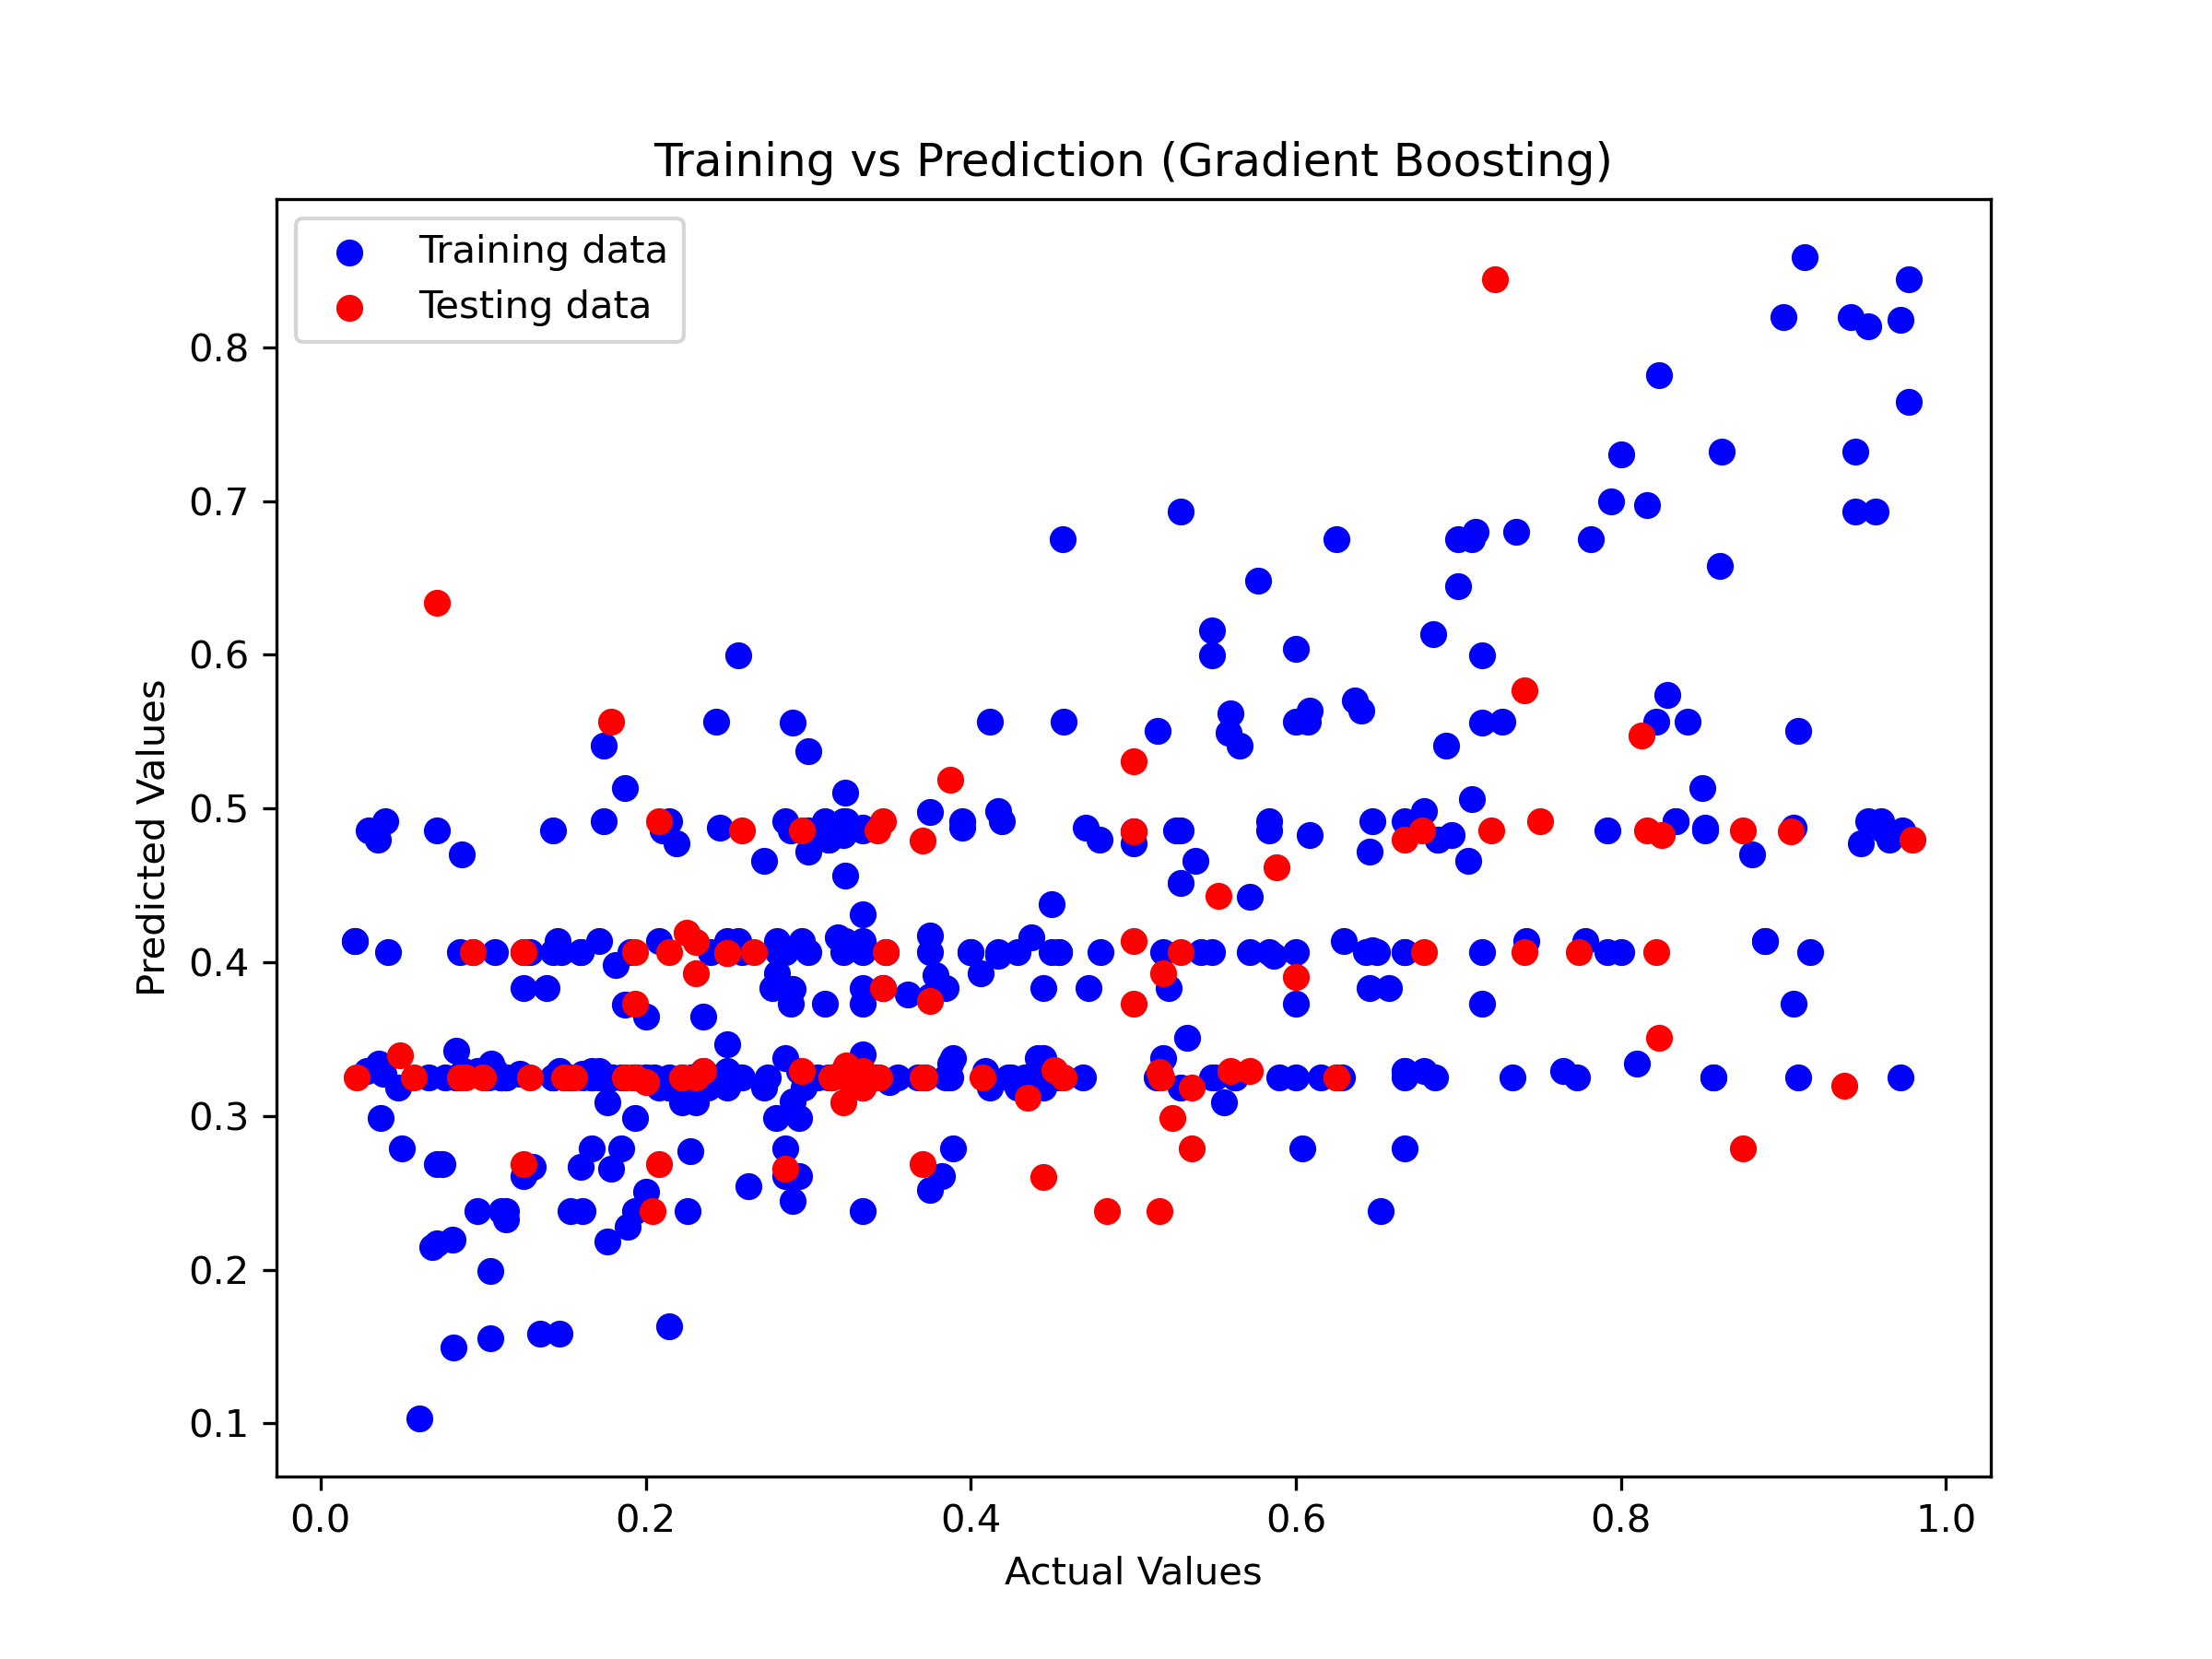 Training vs Prediction (Gradient Boosting)
Training data
Testing data
Predicted Values
0.8
0.7
0.6
0.5
0.4
0.3
0.2
0.1
0.0 0.2 0.4 0.6 0.8 1.0
Actual Values